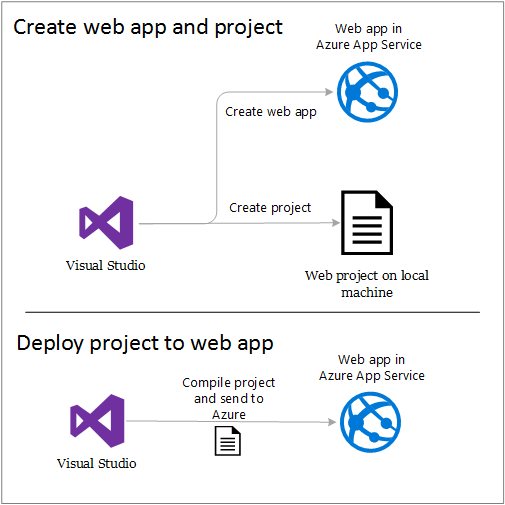 Create web app and project
Web app in
Azure App Service
Create web app
Create project
Visual Studio
Web project on local
machine
Deploy project to web app
Web app in
Azure App Service
Compile project
and send to
Azure
Visual Studio